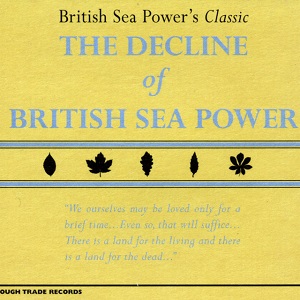 British Sea Power's Classic
THE DECLINE
of
BRITISH SEA POWER
"We ourselves may be loved only for a
brief time... Even so, that will suffice...
There is a land for the living and there
is a land for the dead..."
OUGH TRADE RECORDS